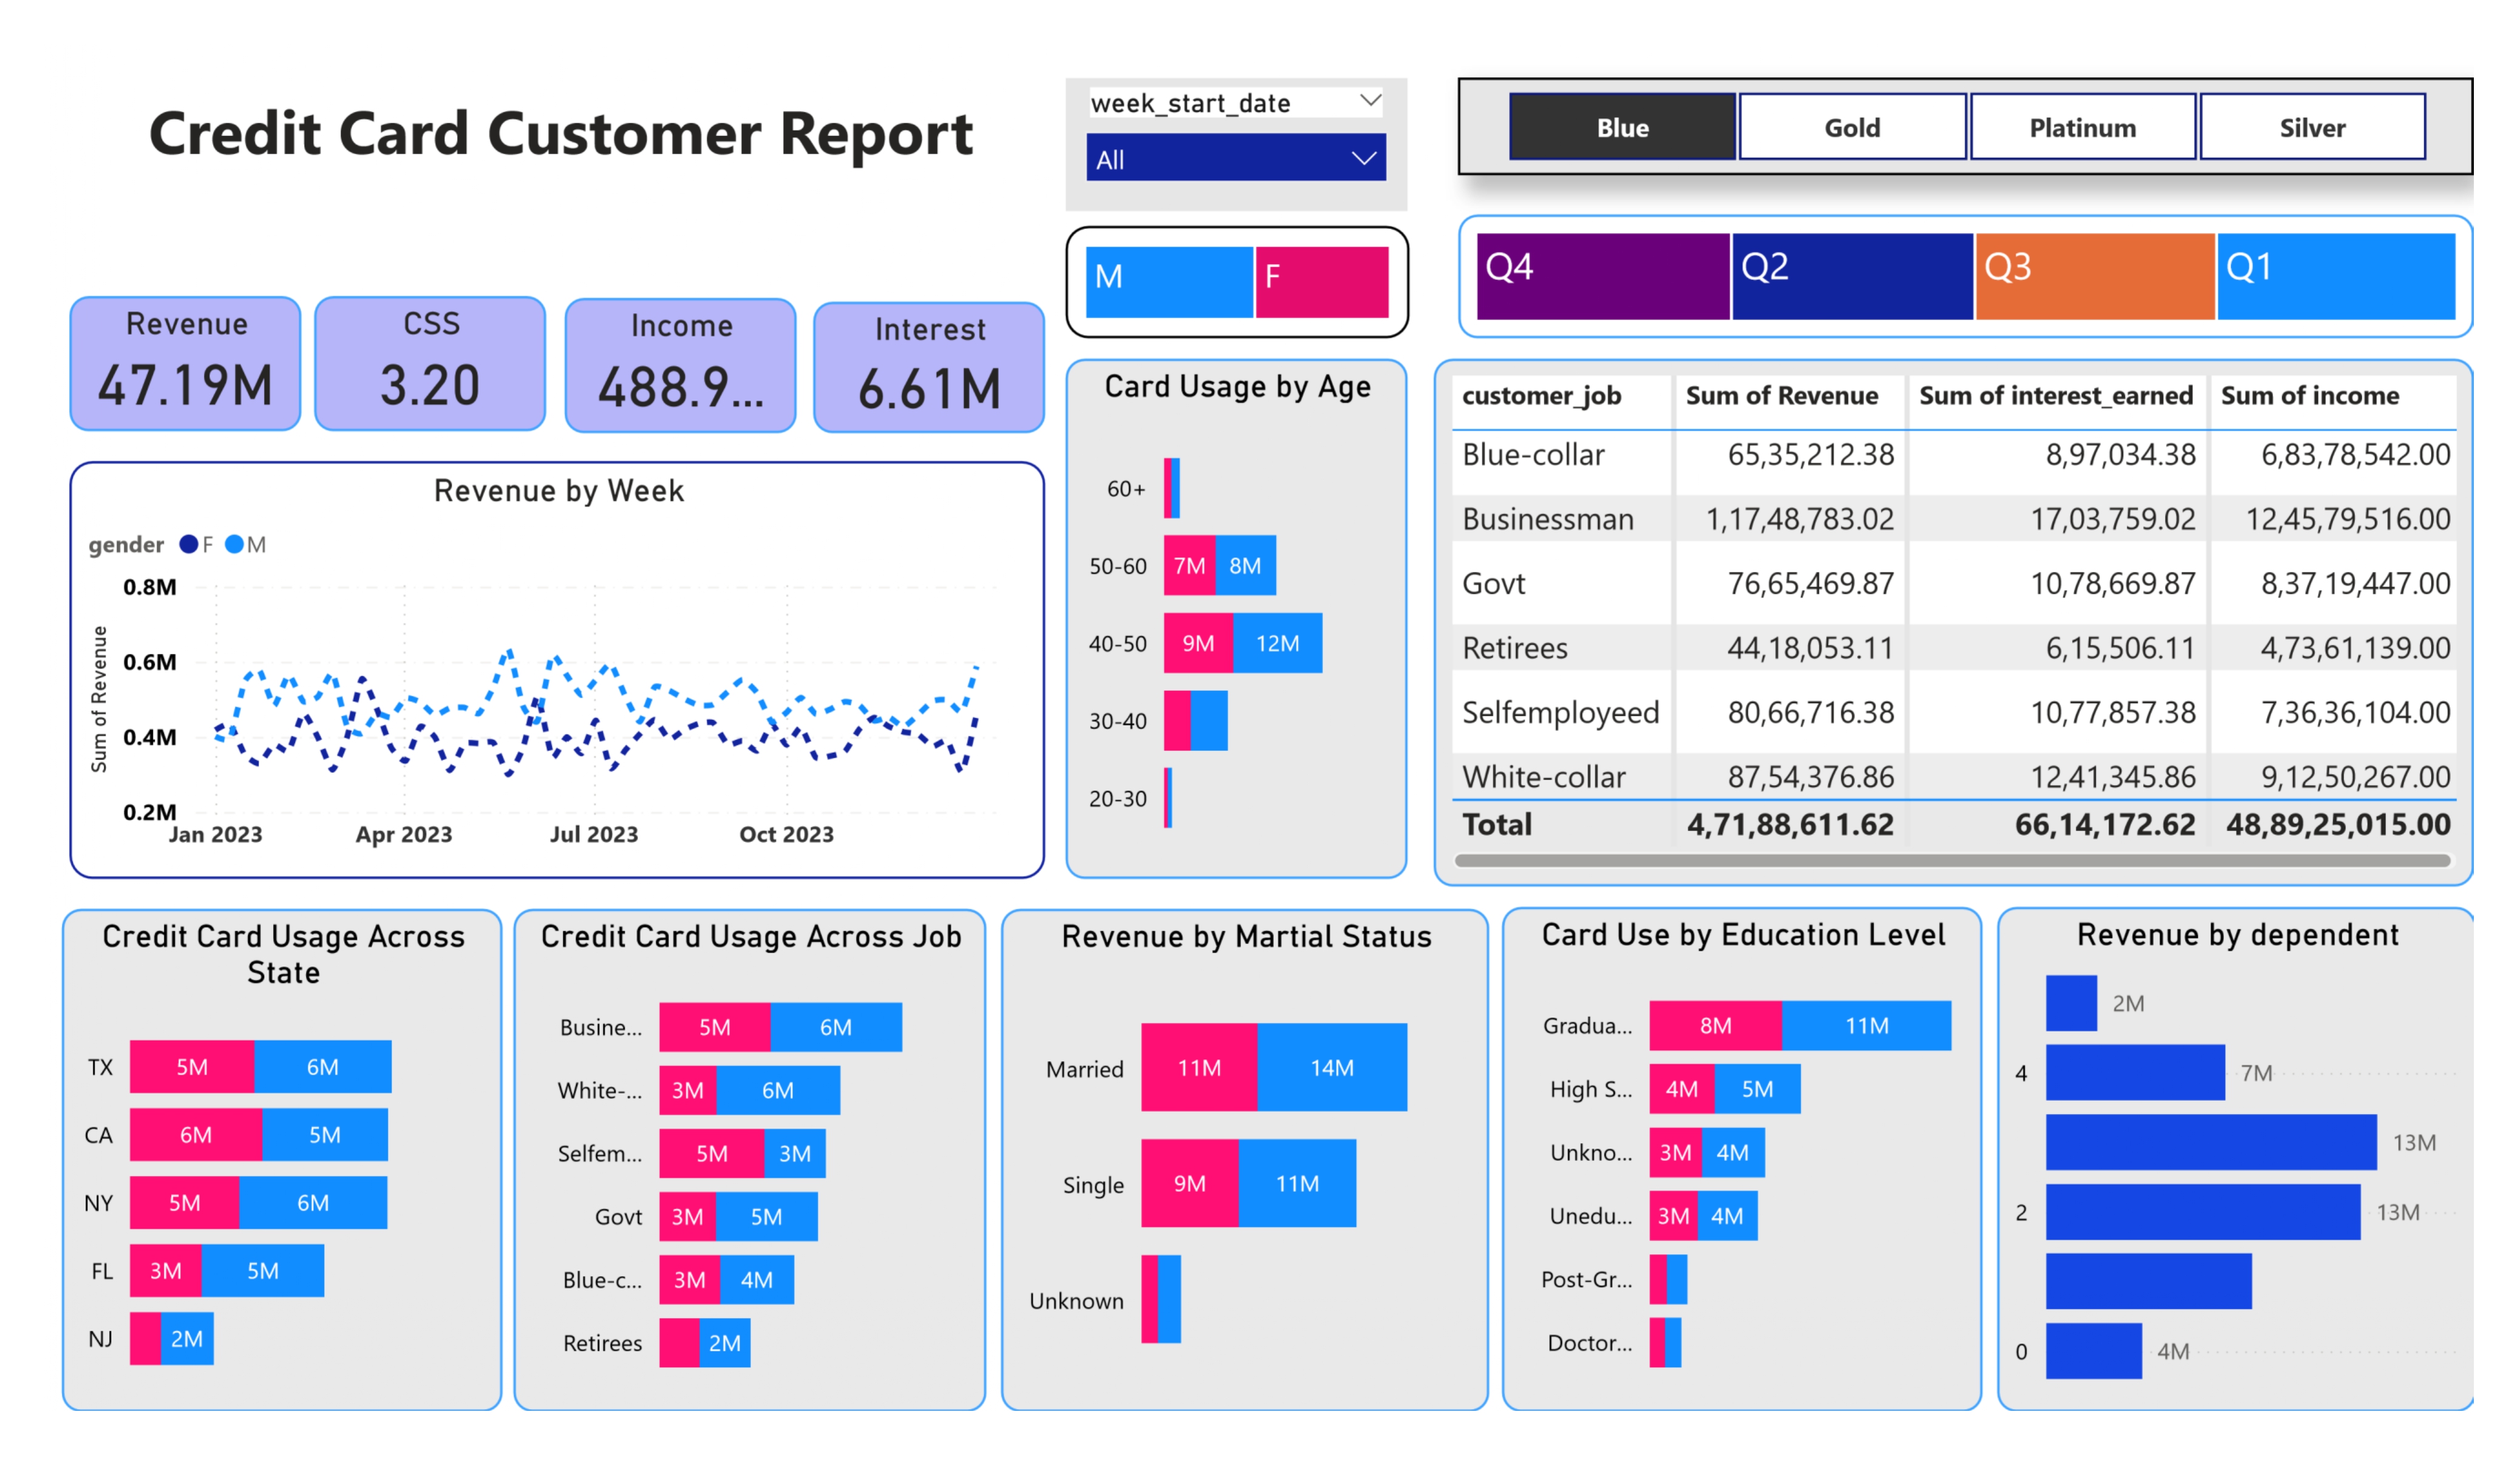 Credit Card Customer Report
week_start_date
All
Blue
Gold
Platinum
Silver
M
F
Q4
Q2
Q3
Q1
Revenue
47.19M
CSS
3.20
Income
488.9...
Interest
6.61M
Revenue by Week
gender F M
Sum of Revenue
0.8M
0.6M
0.4M
0.2M
Jan 2023
Apr 2023
Jul 2023
Oct 2023
Card Usage by Age
60+
50-60 7M 8M
40-50 9M 12M
30-40
20-30
customer_job Sum of Revenue Sum of interest_earned Sum of income
Blue-collar 65,35,212.38 8,97,034.38 6,83,78,542.00
Businessman 1,17,48,783.02 17,03,759.02 12,45,79,516.00
Govt 76,65,469.87 10,78,669.87 8,37,19,447.00
Retirees 44,18,053.11 6,15,506.11 4,73,61,139.00
Selfemployeed 80,66,716.38 10,77,857.38 7,36,36,104.00
White-collar 87,54,376.86 12,41,345.86 9,12,50,267.00
Total 4,71,88,611.62 66,14,172.62 48,89,25,015.00
Credit Card Usage Across
State
TX 5M 6M
CA 6M 5M
NY 5M 6M
FL 3M 5M
NJ 2M
Credit Card Usage Across Job
Busine... 5M 6M
White-... 3M 6M
Selfem... 5M 3M
Govt 3M 5M
Blue-c... 3M 4M
Retirees 2M
Revenue by Martial Status
Married 11M 14M
Single 9M 11M
Unknown
Card Use by Education Level
Gradua... 8M 11M
High S... 4M 5M
Unkno... 3M 4M
Unedu... 3M 4M
Post-Gr...
Doctor...
Revenue by dependent
2M
4 7M
13M
2 13M
0 4M